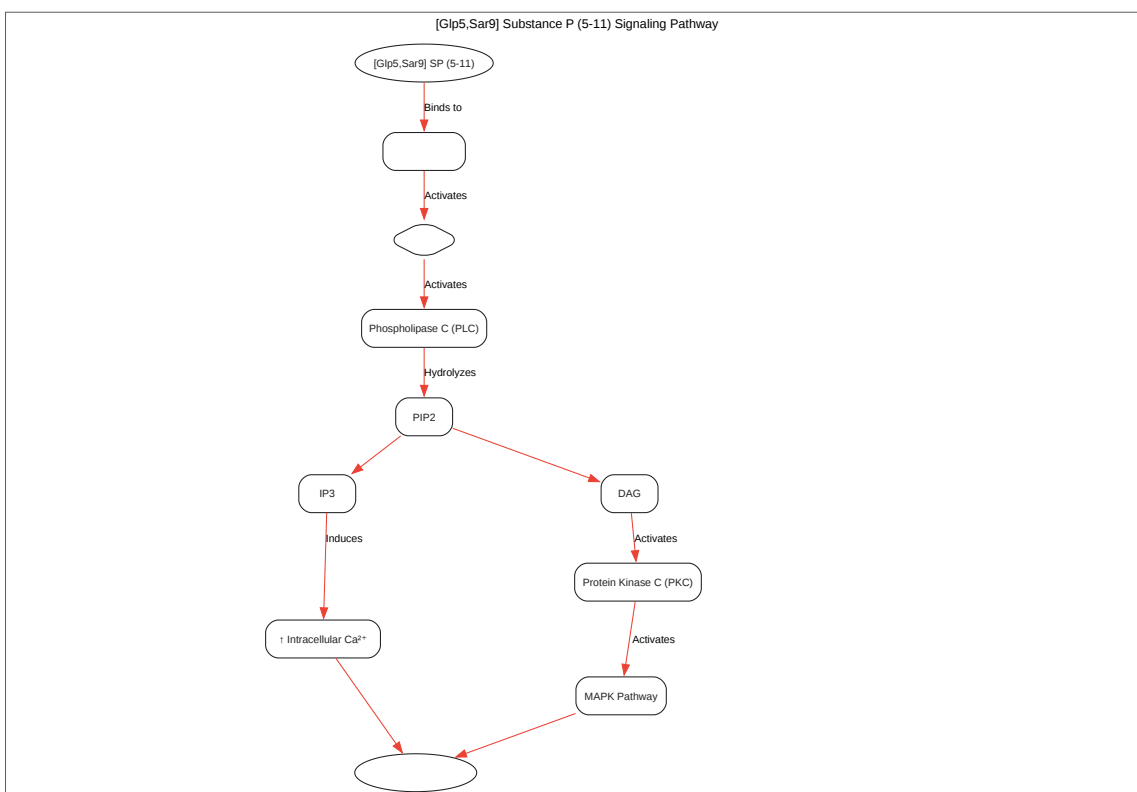 [Glp5,Sar9] Substance P (5-11) Signaling Pathway
[Glp5,Sar9] SP (5-11)
Binds to
Activates
Activates
Phospholipase C (PLC)
Hydrolyzes
PIP2
IP3
DAG
Induces
Activates
Protein Kinase C (PKC)
↑ Intracellular Ca²⁺
Activates
MAPK Pathway